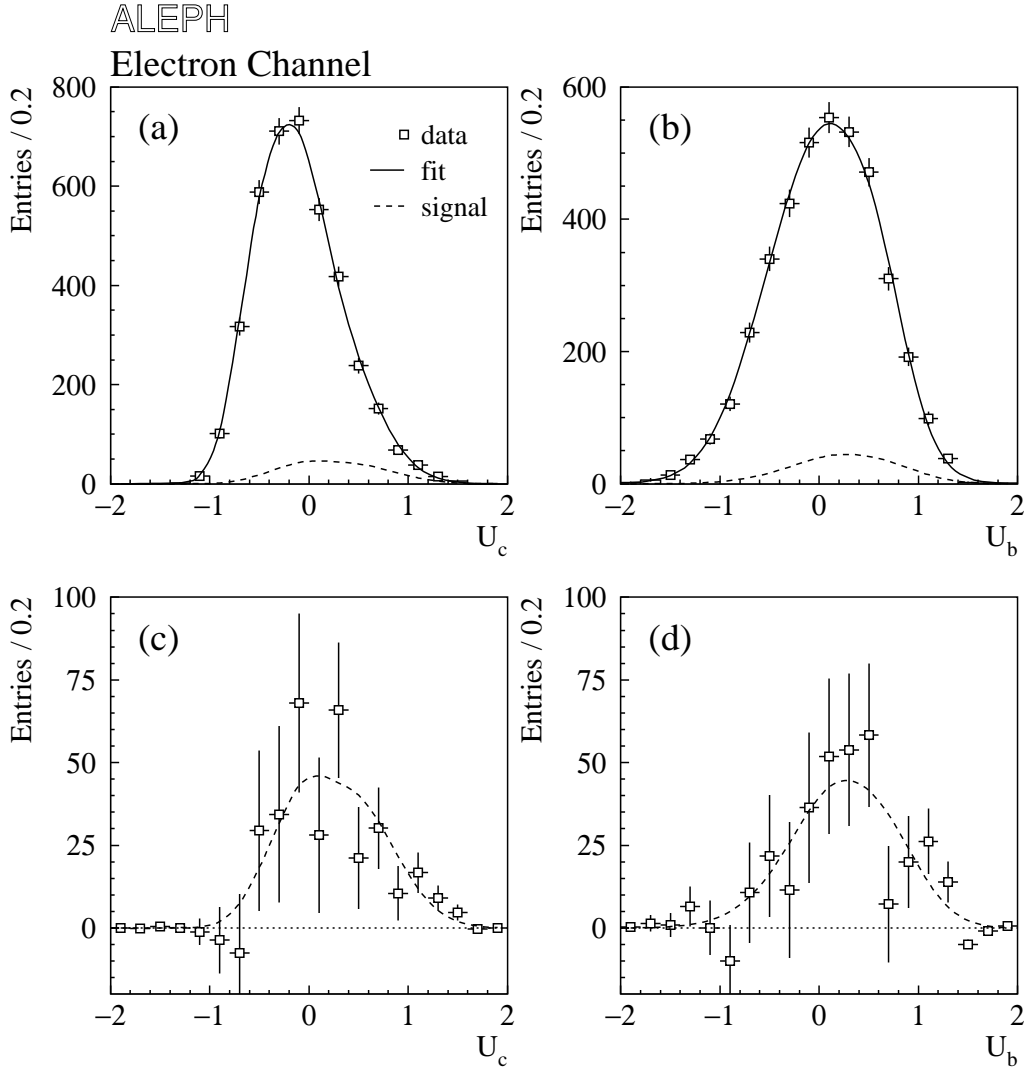 ALEPH
Electron Channel
Entries / 0.2
800
600
400
200
0
(a)
data
fit
signal
−2 −1 0 1 2
U_c
Entries / 0.2
600
400
200
0
(b)
−2 −1 0 1 2
U_b
Entries / 0.2
100
75
50
25
0
(c)
−2 −1 0 1 2
U_c
Entries / 0.2
100
75
50
25
0
(d)
−2 −1 0 1 2
U_b